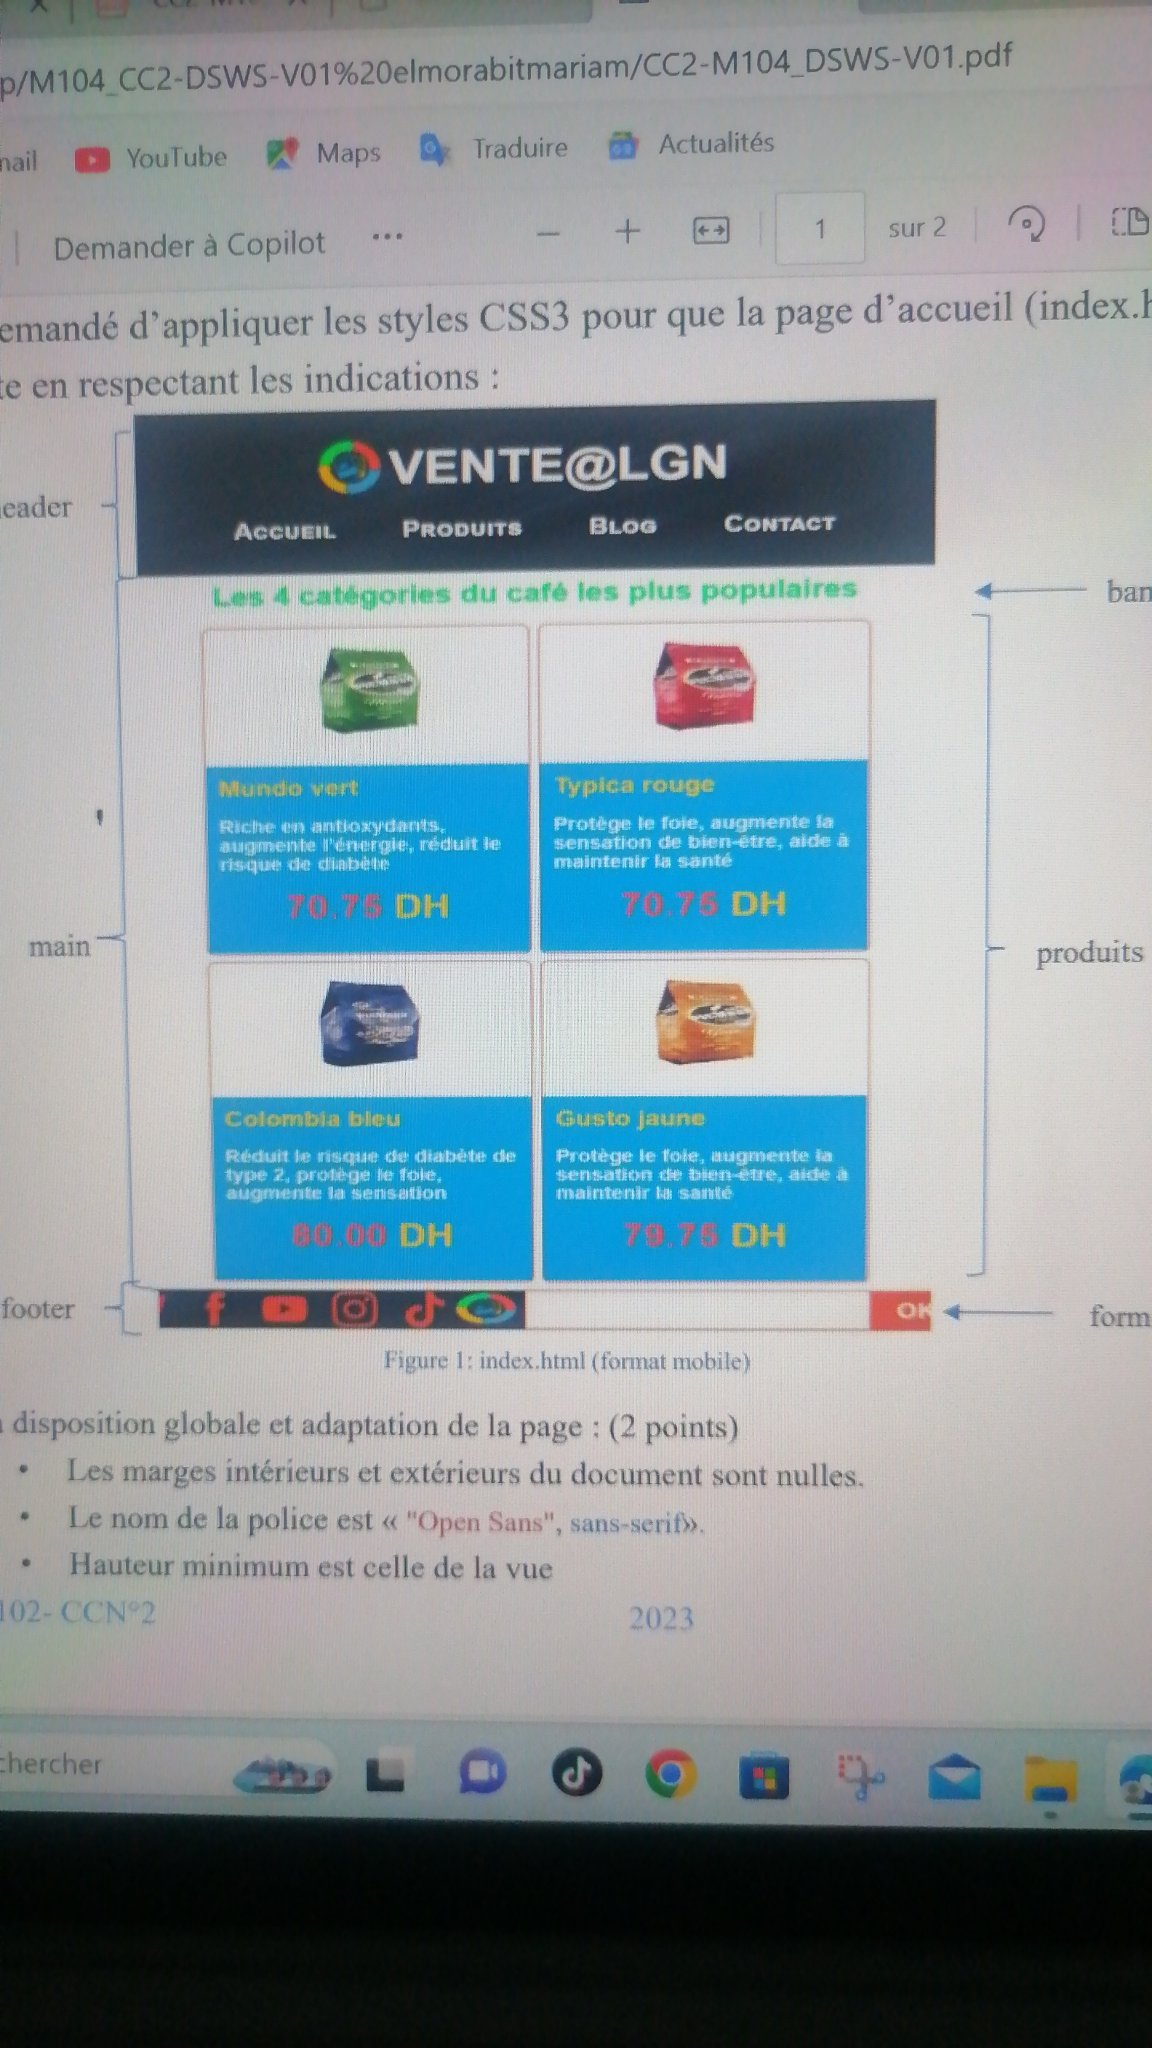 p/M104_CC2-DSWS-V01%20elmorabitmariam/CC2-M104_DSWS-V01.pdf
YouTube Maps Traduire Actualités
Demander à Copilot ... 1 sur 2
emandé d'appliquer les styles CSS3 pour que la page d'accueil (index.h
te en respectant les indications :
VENTE@LGN
eader
ACCUEIL PRODUITS BLOG CONTACT
Les 4 catégories du café les plus populaires
ban
Mundo vert
Riche en antioxydants,
augmente l'énergie, réduit le
risque de diabète
70.75 DH
Typica rouge
Protège le foie, augmente la
sensation de bien-être, aide à
maintenir la santé
70.75 DH
main
produits
Colombia bleu
Réduit le risque de diabète de
type 2, protège le foie,
augmente la sensation
80.00 DH
Gusto jaune
Protège le foie, augmente la
sensation de bien-être, aide à
maintenir la santé
79.75 DH
footer
OK
form
Figure 1: index.html (format mobile)
disposition globale et adaptation de la page : (2 points)
• Les marges intérieurs et extérieurs du document sont nulles.
• Le nom de la police est « "Open Sans", sans-serif».
• Hauteur minimum est celle de la vue
102- CCN°2 2023
chercher